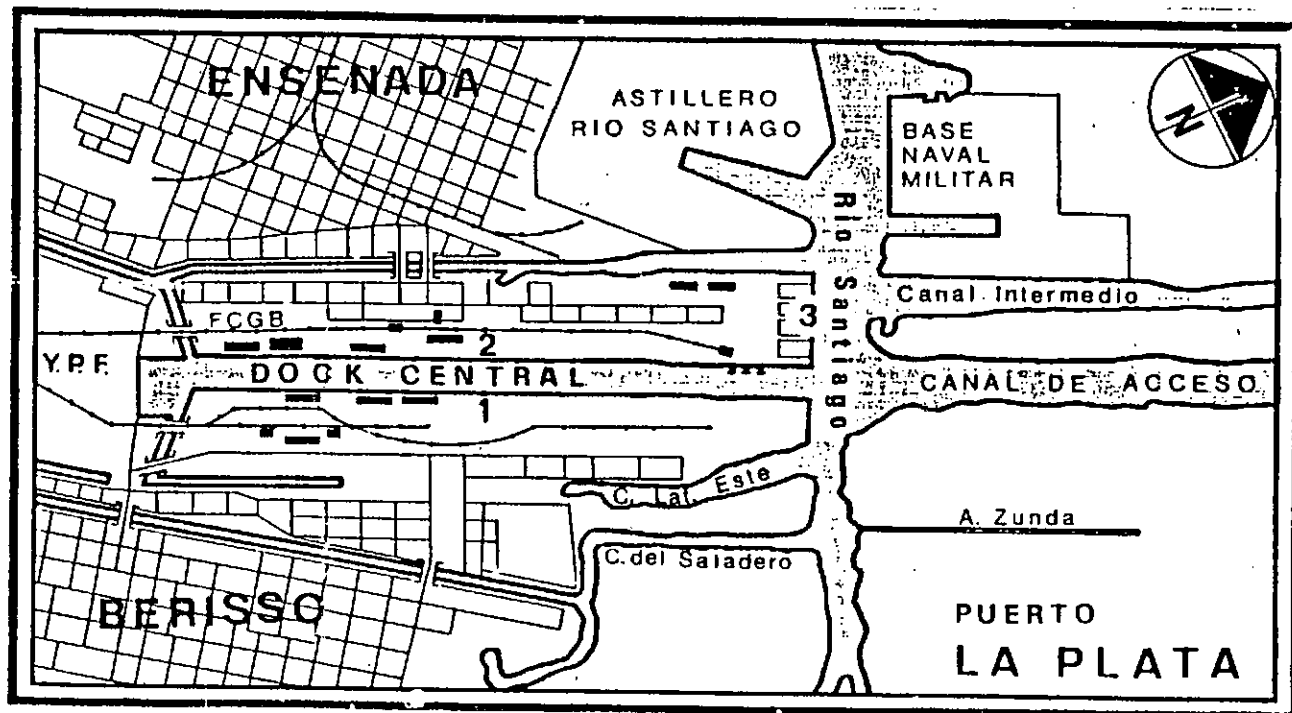 ENSENADA
ASTILLERO
RIO SANTIAGO
BASE
NAVAL
MILITAR
N
Río Santiago
Canal Intermedio
3
FCGB
2
Y.P.F.
DOCK CENTRAL
CANAL DE ACCESO
1
C. Lat. Este
A. Zunda
C. del Saladero
BERISSO
PUERTO
LA PLATA